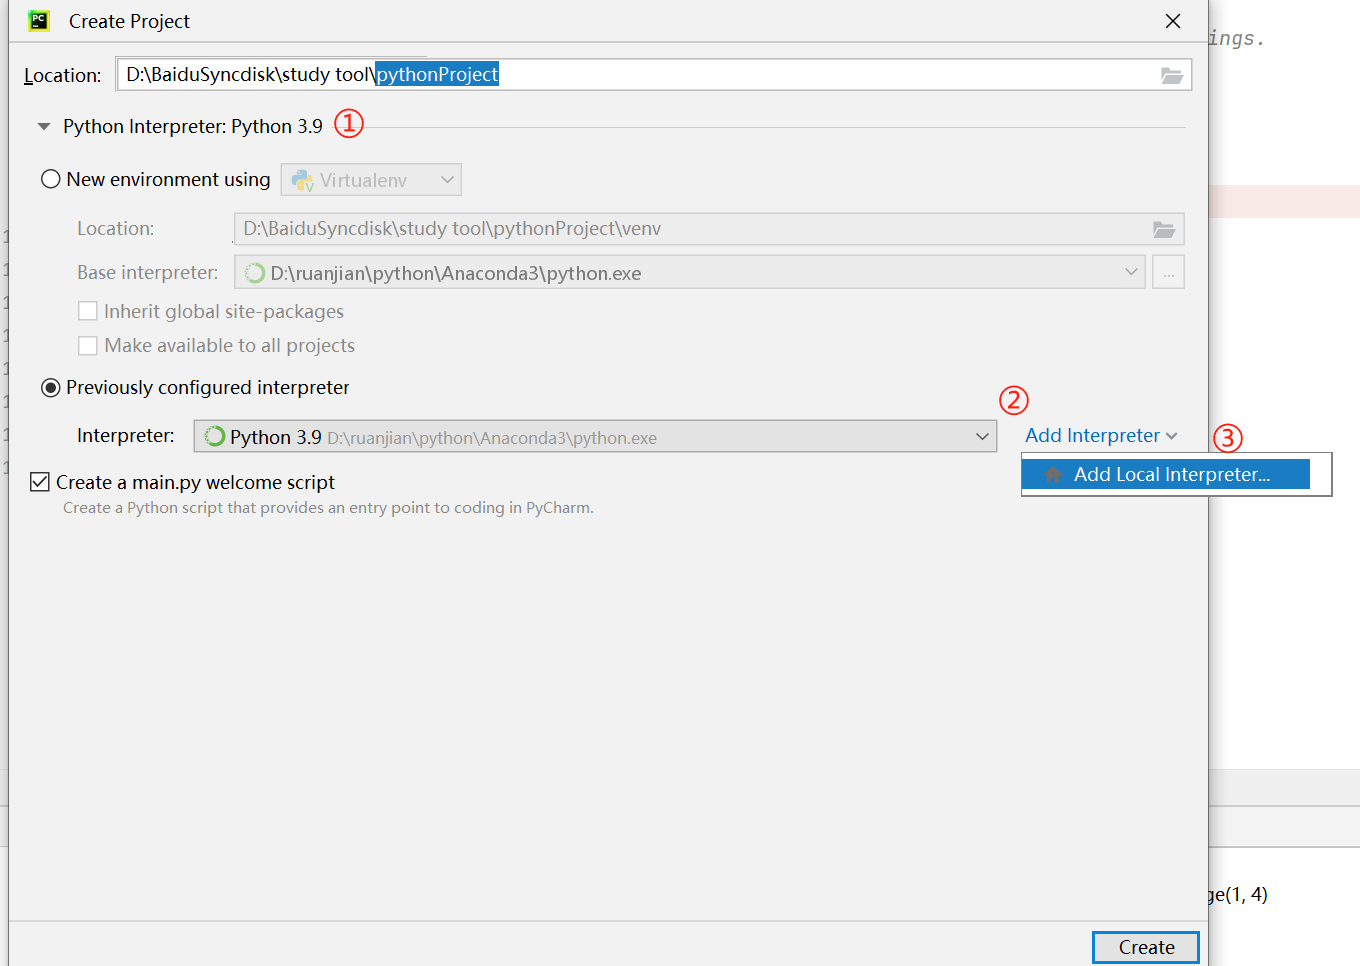 PC Create Project
ings.
Location: D:\BaiduSyncdisk\study tool\pythonProject
Python Interpreter: Python 3.9 ①
New environment using Virtualenv
Location: D:\BaiduSyncdisk\study tool\pythonProject\venv
Base interpreter: D:\ruanjian\python\Anaconda3\python.exe ...
Inherit global site-packages
Make available to all projects
Previously configured interpreter
②
Interpreter: Python 3.9 D:\ruanjian\python\Anaconda3\python.exe Add Interpreter ③
Add Local Interpreter...
Create a main.py welcome script
Create a Python script that provides an entry point to coding in PyCharm.
ge(1, 4)
Create